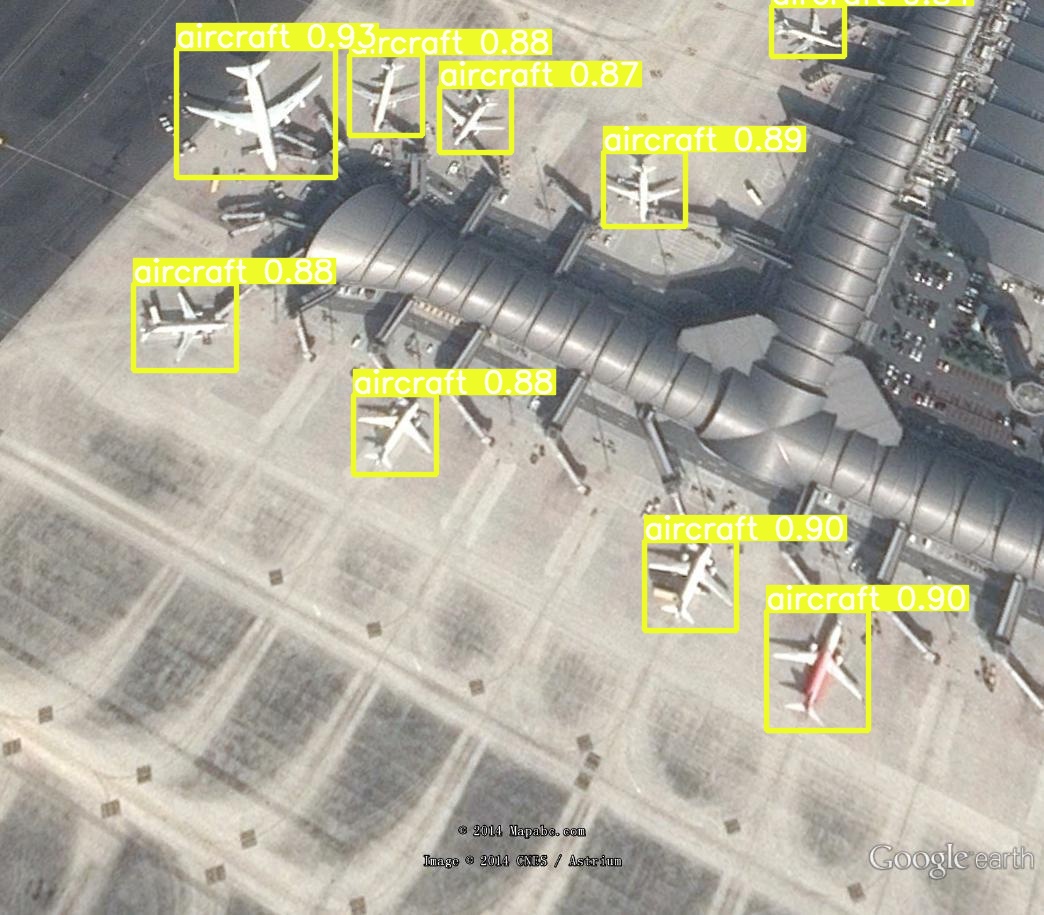 aircraft 0.93
aircraft 0.88
aircraft 0.87
aircraft 0.89
aircraft 0.88
aircraft 0.88
aircraft 0.90
aircraft 0.90
© 2014 Mapabc.com
Image © 2014 CNES / Astrium
Google earth